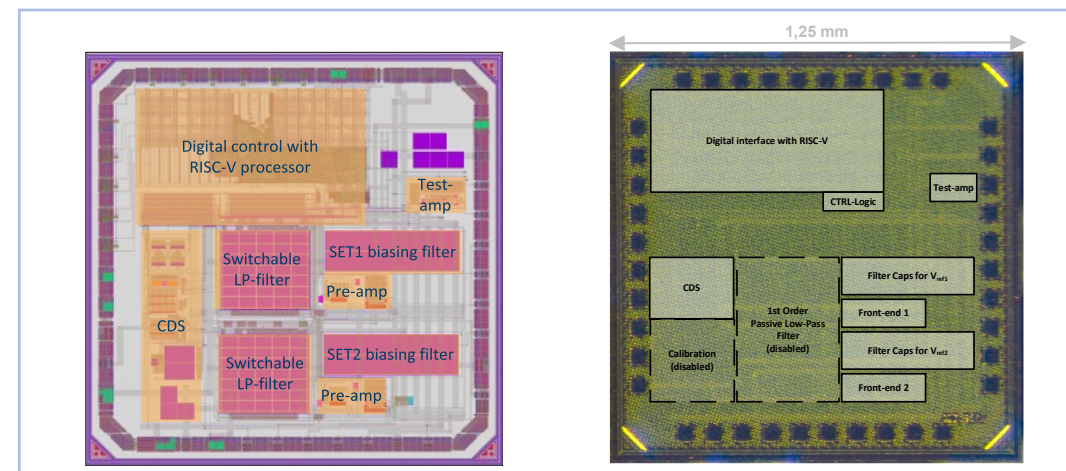 1,25 mm
Digital control with
RISC-V processor
Test-
amp
Switchable
LP-filter
SET1 biasing filter
Pre-amp
CDS
Switchable
LP-filter
SET2 biasing filter
Pre-amp
Digital interface with RISC-V
CTRL-Logic
Test-amp
CDS
Calibration
(disabled)
1st Order
Passive Low-Pass
Filter
(disabled)
Filter Caps for Vref1
Front-end 1
Filter Caps for Vref2
Front-end 2